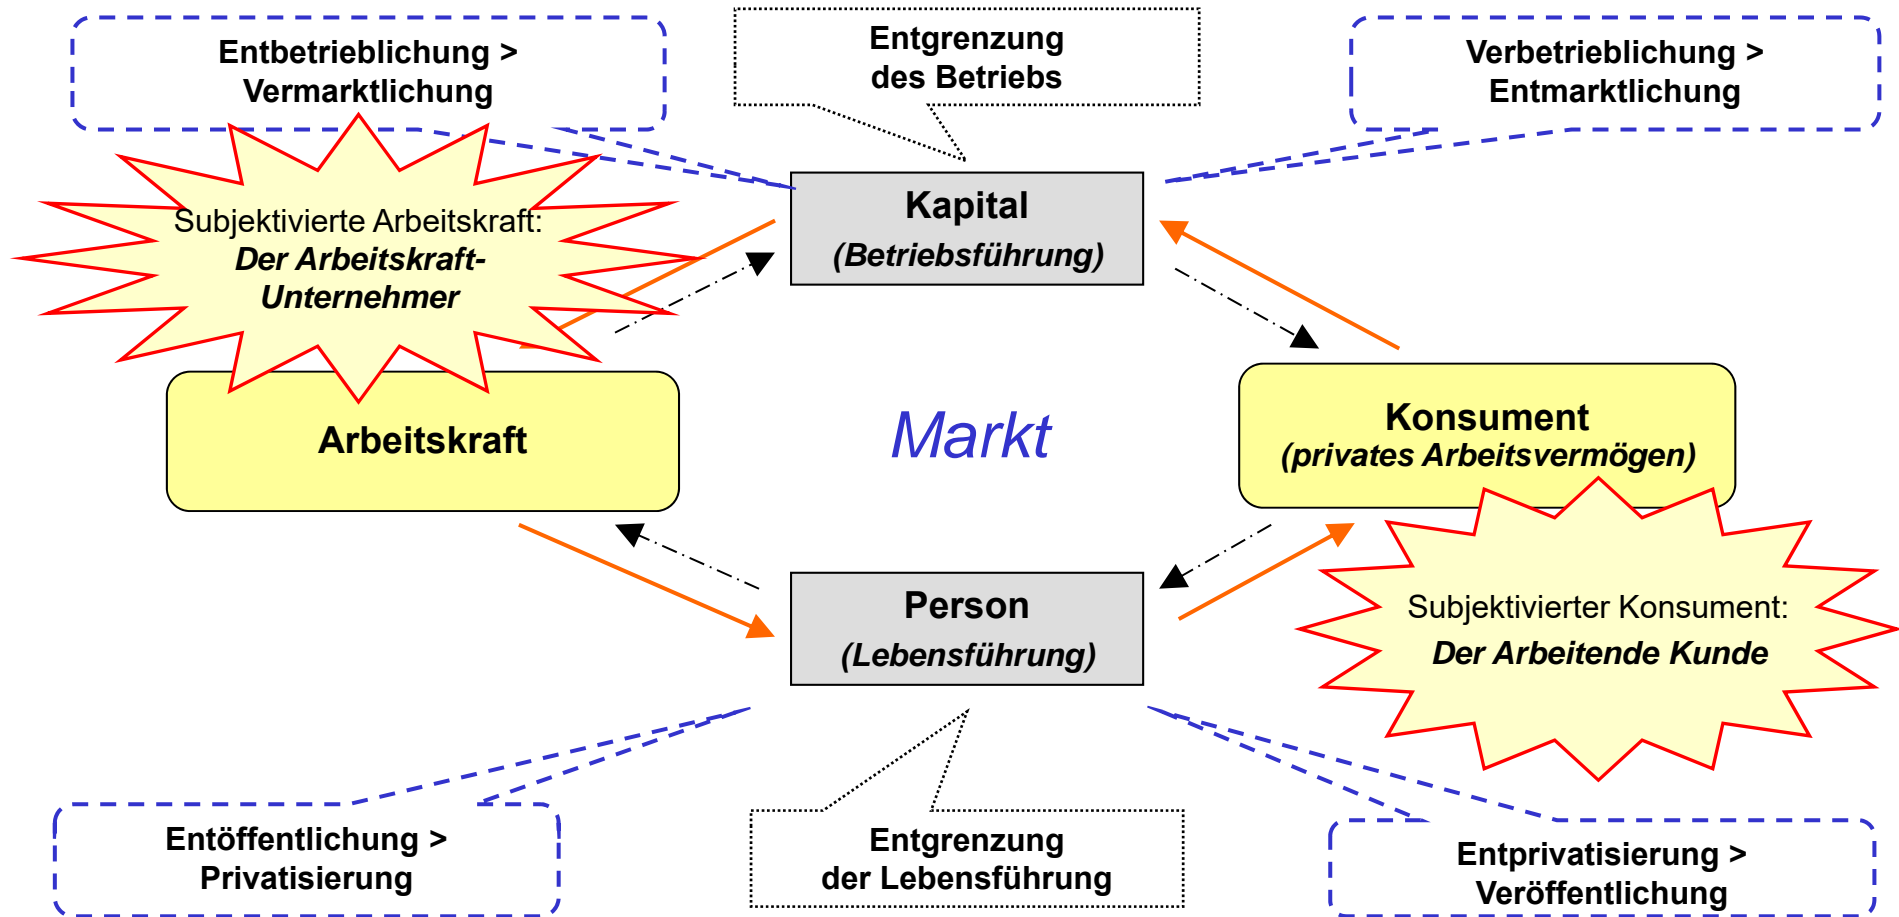 Entbetrieblichung >
Vermarktlichung
Entgrenzung
des Betriebs
Verbetrieblichung >
Entmarktlichung
Subjektivierte Arbeitskraft:
Der Arbeitskraft-
Unternehmer
Kapital
(Betriebsführung)
Arbeitskraft
Markt
Konsument
(privates Arbeitsvermögen)
Person
(Lebensführung)
Subjektivierter Konsument:
Der Arbeitende Kunde
Entöffentlichung >
Privatisierung
Entgrenzung
der Lebensführung
Entprivatisierung >
Veröffentlichung